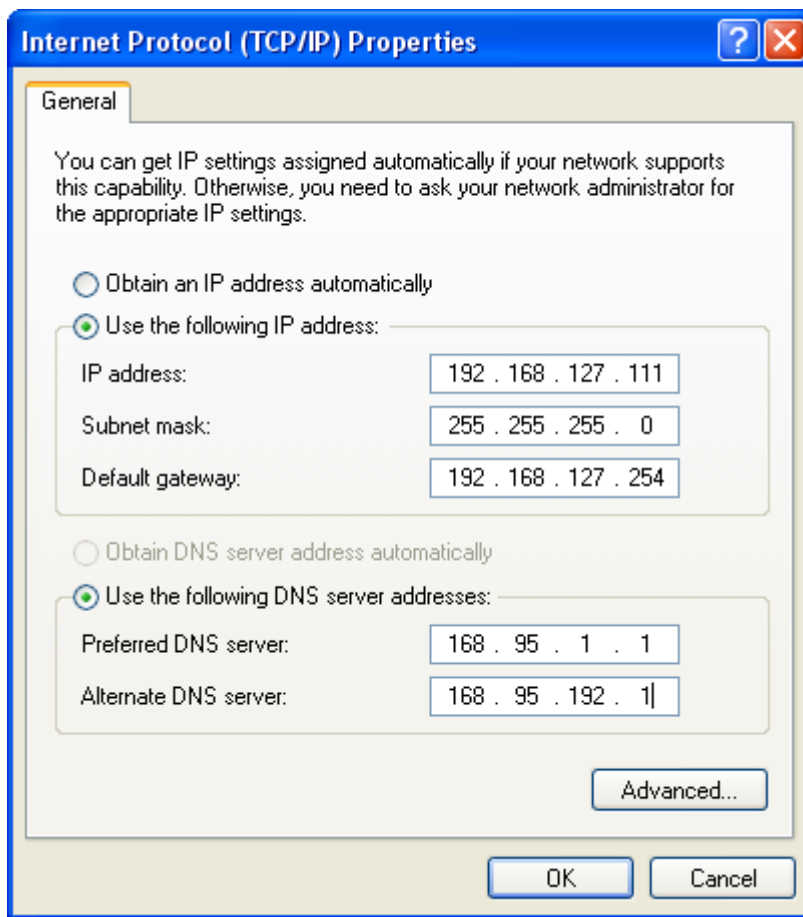 Internet Protocol (TCP/IP) Properties
General
You can get IP settings assigned automatically if your network supports
this capability. Otherwise, you need to ask your network administrator for
the appropriate IP settings.
Obtain an IP address automatically
Use the following IP address:
IP address: 192 . 168 . 127 . 111
Subnet mask: 255 . 255 . 255 . 0
Default gateway: 192 . 168 . 127 . 254
Obtain DNS server address automatically
Use the following DNS server addresses:
Preferred DNS server: 168 . 95 . 1 . 1
Alternate DNS server: 168 . 95 . 192 . 1
Advanced...
OK Cancel